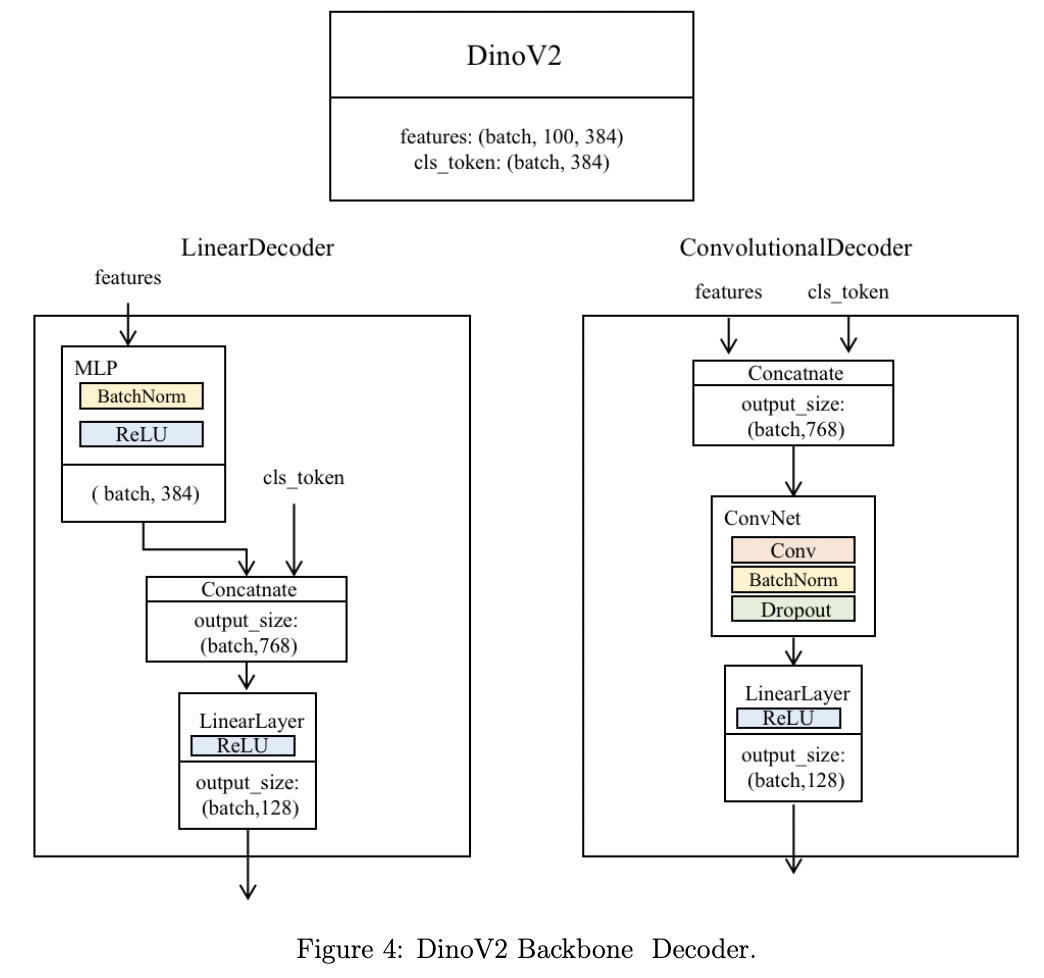 DinoV2
features: (batch, 100, 384)
cls_token: (batch, 384)
LinearDecoder
features
MLP
BatchNorm
ReLU
( batch, 384)
cls_token
Concatnate
output_size:
(batch,768)
LinearLayer
ReLU
output_size:
(batch,128)
ConvolutionalDecoder
features cls_token
Concatnate
output_size:
(batch,768)
ConvNet
Conv
BatchNorm
Dropout
LinearLayer
ReLU
output_size:
(batch,128)
Figure 4: DinoV2 Backbone Decoder.